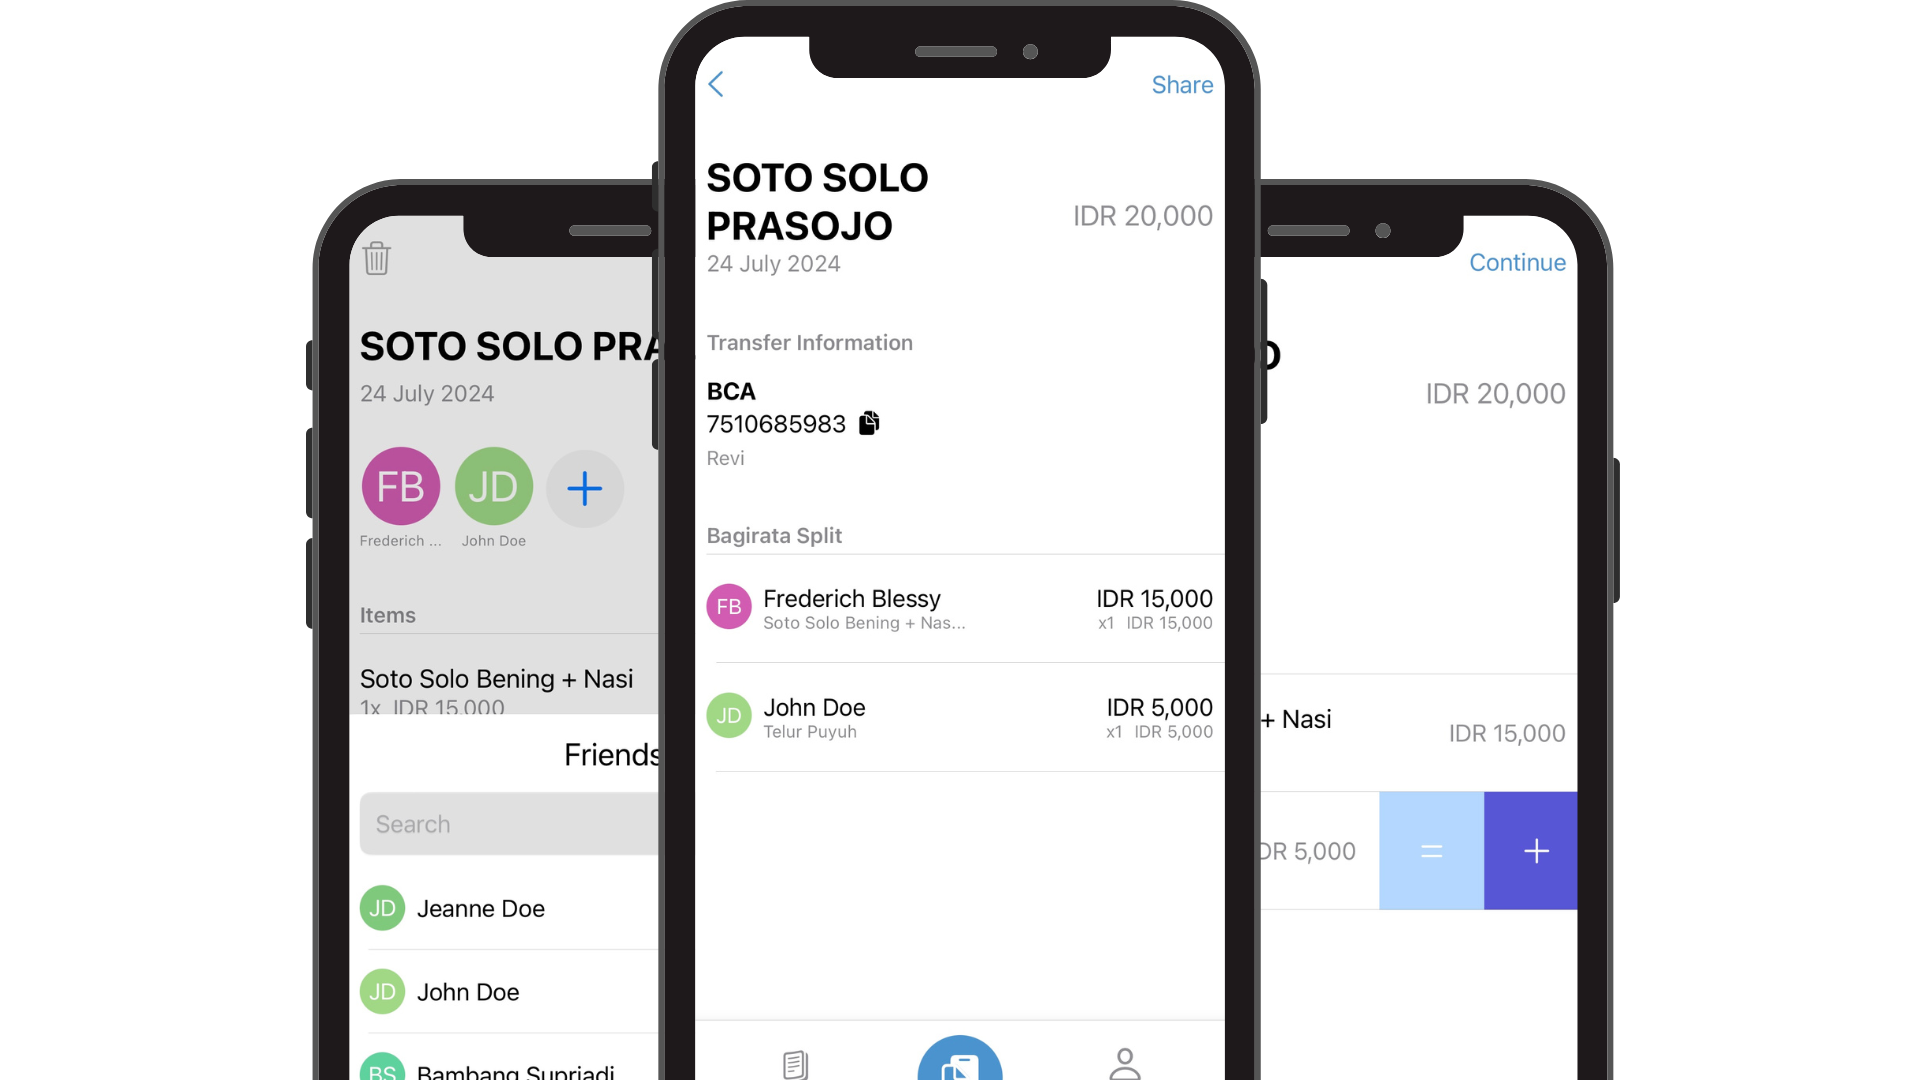 SOTO SOLO PRA
24 July 2024
FB
JD
Frederich ...
John Doe
Items
Soto Solo Bening + Nasi
1x IDR 15,000
Friends
Search
JD
Jeanne Doe
JD
John Doe
BS
Bambang Supriadi
Share
SOTO SOLO
PRASOJO
IDR 20,000
24 July 2024
Transfer Information
BCA
7510685983
Revi
Bagirata Split
FB
Frederich Blessy
IDR 15,000
Soto Solo Bening + Nas...
x1 IDR 15,000
JD
John Doe
IDR 5,000
Telur Puyuh
x1 IDR 5,000
Continue
O
IDR 20,000
+ Nasi
IDR 15,000
DR 5,000
=
+